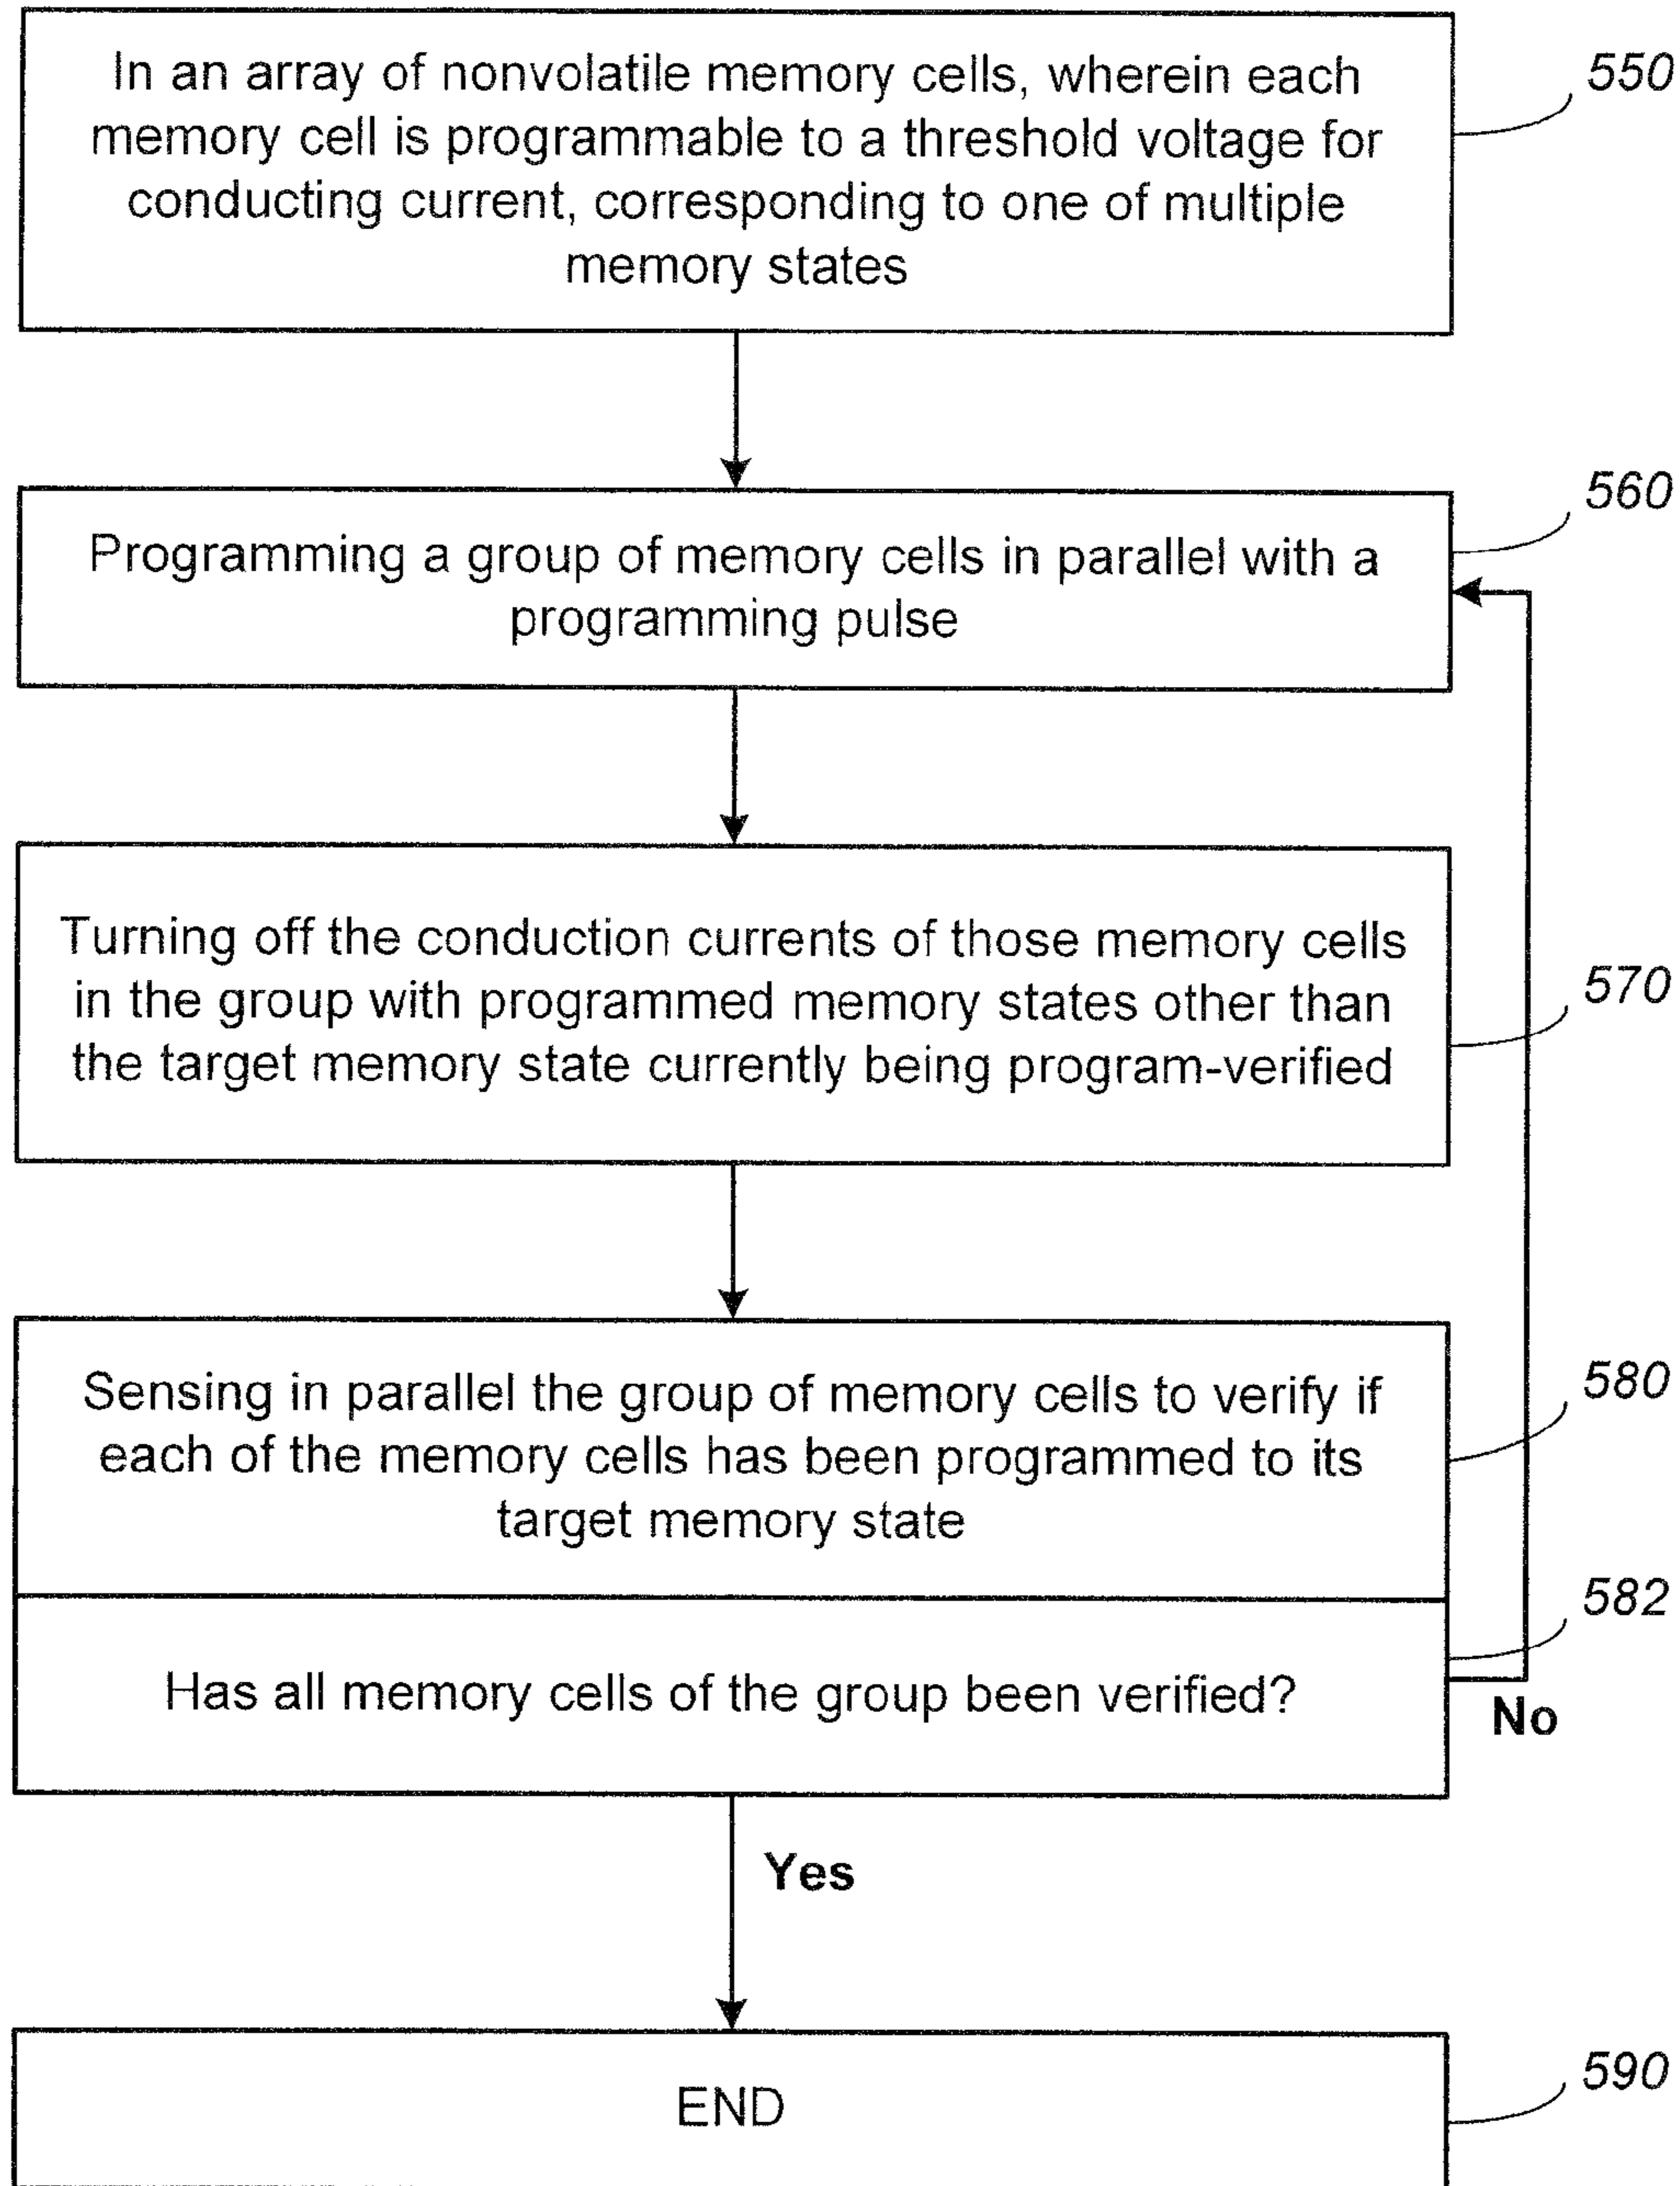 In an array of nonvolatile memory cells, wherein each
memory cell is programmable to a threshold voltage for
conducting current, corresponding to one of multiple
memory states
550
Programming a group of memory cells in parallel with a
programming pulse
560
Turning off the conduction currents of those memory cells
in the group with programmed memory states other than
the target memory state currently being program-verified
570
Sensing in parallel the group of memory cells to verify if
each of the memory cells has been programmed to its
target memory state
580
Has all memory cells of the group been verified?
582
No
Yes
END
590